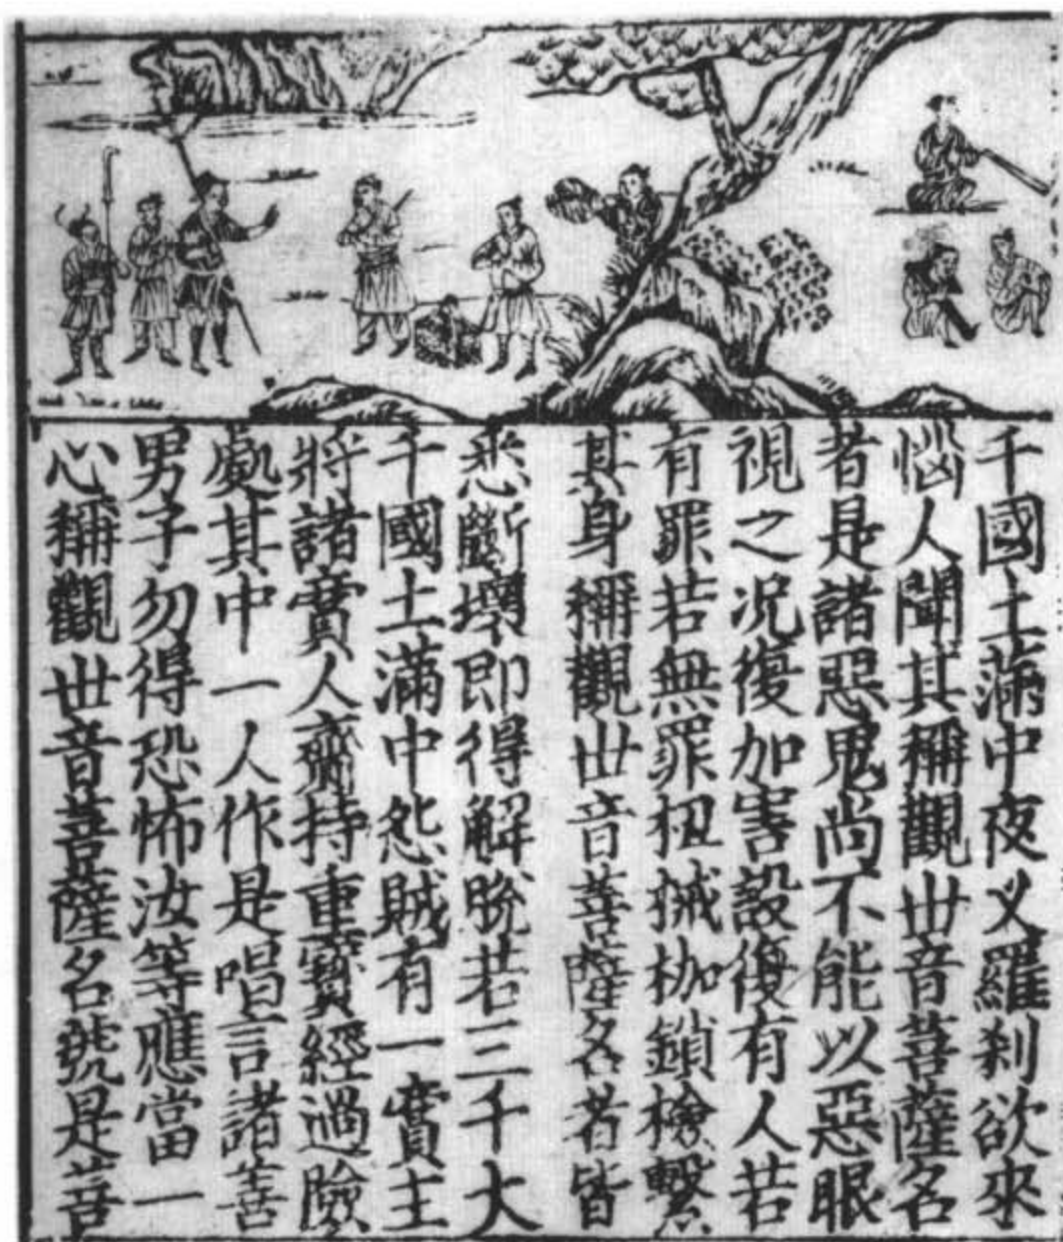 千國土滿中夜叉羅刹欲來
惱人聞其稱觀世音菩薩名
者是諸惡鬼尚不能以惡眼
視之况復加害設復有人若
有罪若無罪杻械枷鎖檢繫
其身稱觀世音菩薩名者皆
悉斷壞即得解脫若三千大
千國土滿中怨賊有一賣主
將諸賣人齎持重寶經過險
處其中一人作是唱言諸善
男子勿得恐怖汝等應當一
心稱觀世音菩薩名號是菩